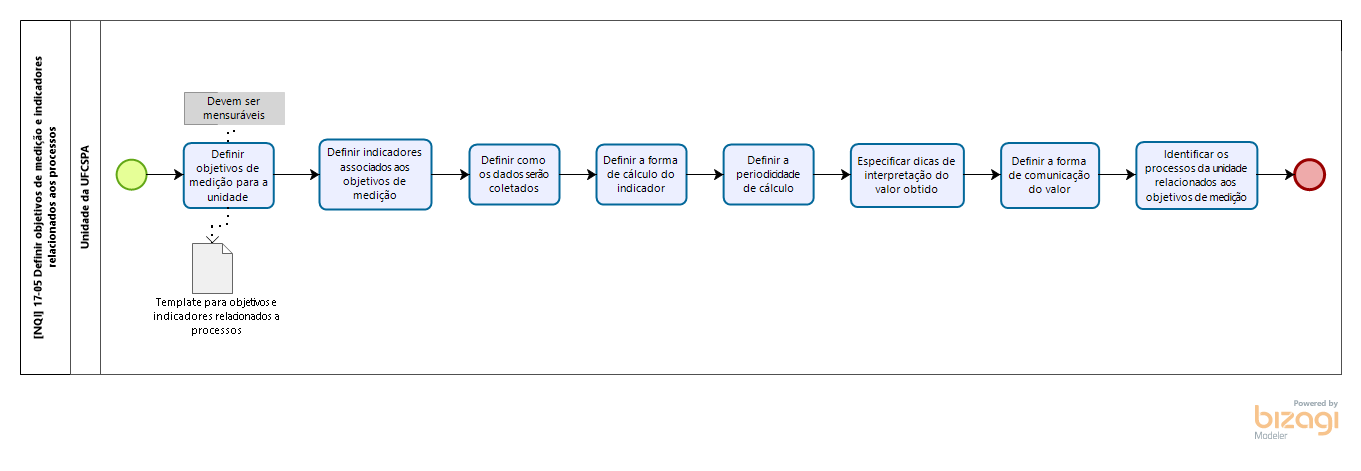 [NQI] 17-05 Definir objetivos de medição e indicadores
relacionados aos processos
Unidade da UFCSPA
Devem ser
mensuráveis
Definir
objetivos de
medição para a
unidade
Template para objetivos e
indicadores relacionados a
processos
Definir indicadores
associados aos
objetivos de
medição
Definir como
os dados serão
coletados
Definir a forma
de cálculo do
indicador
Definir a
periodicidade
de cálculo
Especificar dicas de
interpretação do
valor obtido
Definir a forma
de comunicação
do valor
Identificar os
processos da unidade
relacionados aos
objetivos de medição
Powered by
bizagi
Modeler